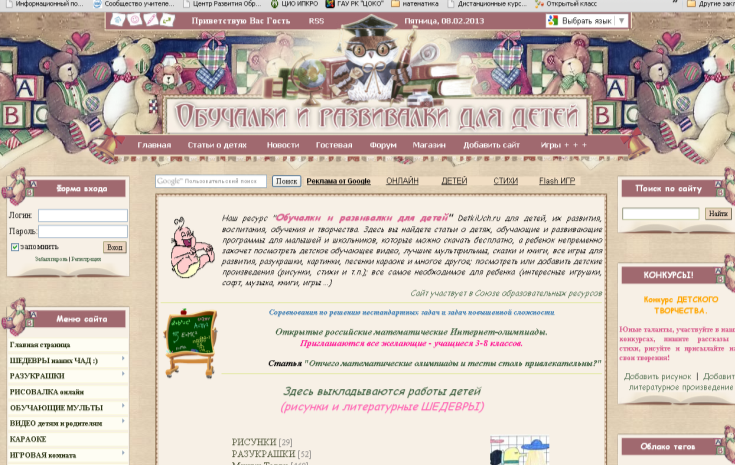 Информационный по...
Сообщество учителе...
Центр Развития Обр...
ЦИО ИПКРО
ГАУ РК "ЦОКО"
математика
Дистанционные курс...
Открытый класс
»
Другие закл
Приветствую Вас Гость
RSS
Пятница, 08.02.2013
Выбрать язык
Обучалки и развивалки для детей
Главная
Статьи о детях
Новости
Гостевая
Форум
Магазин
Добавить сайт
Игры + + +
Форма входа
Логин:
Пароль:
запомнить
Вход
Забыл пароль | Регистрация
Меню сайта
Главная страница
ШЕДЕВРЫ наших ЧАД :)
РАЗУКРАШКИ
РИСОВАЛКА онлайн
ОБУЧАЮЩИЕ МУЛЬТЫ
ВИДЕО детям и родителям
КАРАОКЕ
ИГРОВАЯ комната
Google™ Пользовательский поиск
Поиск
Реклама от Google
ОНЛАЙН
ДЕТЕЙ
СТИХИ
Flash ИГР
Наш ресурс "Обучалки и развивалки для детей" DetkiUch.ru для детей, их развития,
воспитания, обучения и творчества. Здесь вы найдете статьи о детях, обучающие и развивающие
программы для малышей и школьников, которые можно скачать бесплатно, а ребенок непременно
захочет посмотреть детское обучающее видео, лучшие мультфильмы, сказки и книги, все игры для
развития, разукрашки, картинки, песенки караоке и многое другое; посмотреть или добавить детские
произведения (рисунки, стихи и т.п.); все самое необходимое для ребенка (интересные игрушки,
софт, музыка, книги, игры ...)
Сайт участвует в Союзе образовательных ресурсов
Соревнования по решению нестандартных задач и задач повышенной сложности
Открытые российские математические Интернет-олимпиады.
Приглашаются все желающие - учащиеся 3-8 классов.
Статья "Отчего математические олимпиады и тесты столь привлекательны?"
Здесь выкладываются работы детей
(рисунки и литературные ШЕДЕВРЫ)
РИСУНКИ [29]
РАЗУКРАШКИ [52]
Поиск по сайту
Найти
КОНКУРСЫ!
Конкурс ДЕТСКОГО
ТВОРЧЕСТВА.
Юные таланты, участвуйте в наш
конкурсах, пишите рассказы
стихи, рисуйте и присылайте н
свои творения!
Добавить рисунок | Добавит
литературное произведение
Облако тегов